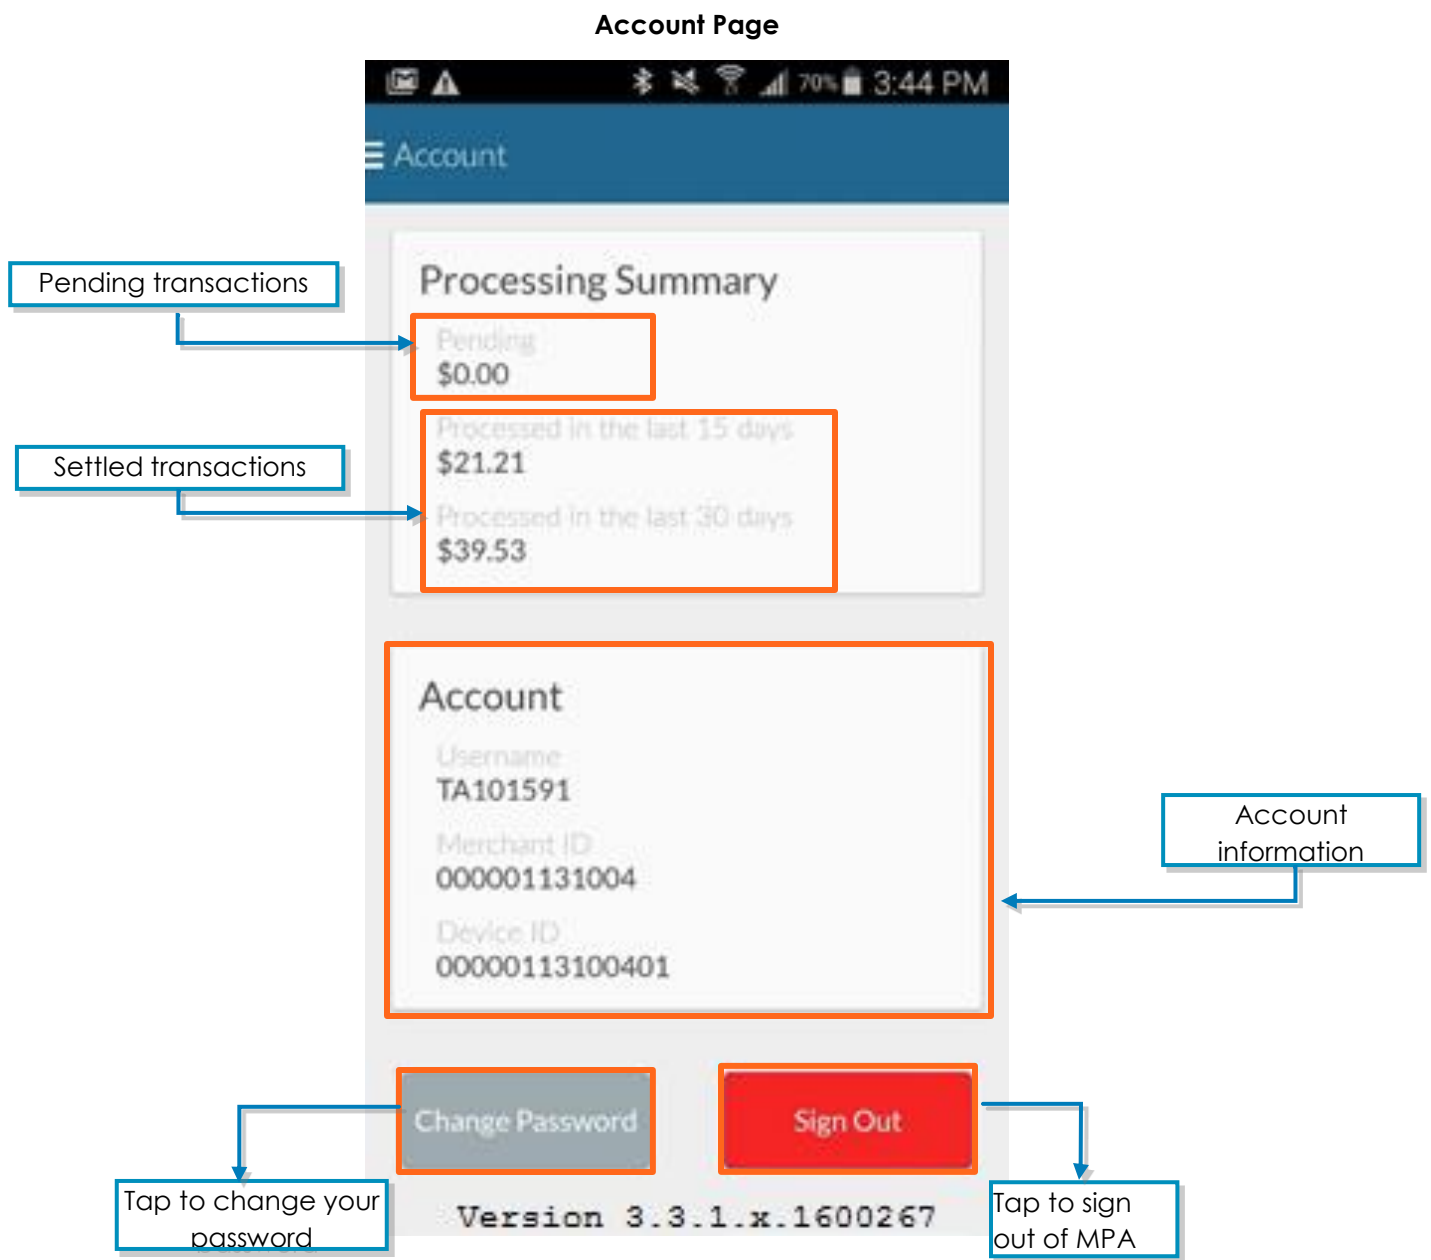 Account Page
70% 3:44 PM
Account
Pending transactions
Processing Summary
Pending
$0.00
Processed in the last 15 days
$21.21
Settled transactions
Processed in the last 30 days
$39.53
Account
Username
TA101591
Merchant ID
000001131004
Device ID
00000113100401
Account
information
Change Password
Sign Out
Tap to change your
password
Version 3.3.1.x.1600267
Tap to sign
out of MPA